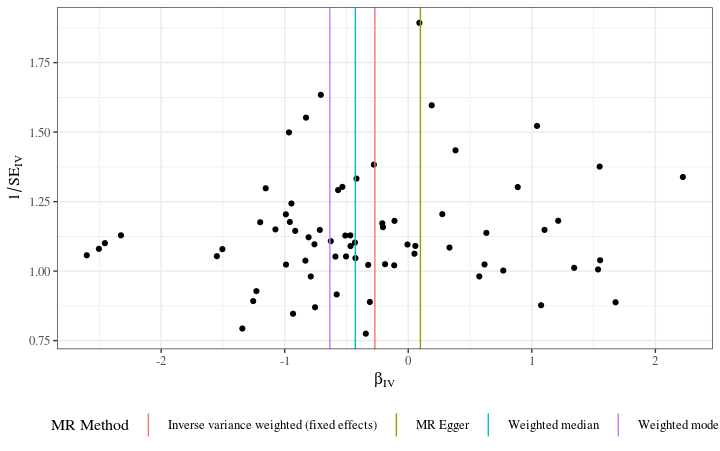 1.75
1.50
1.25
1.00
0.75
1/SE_IV
-2
-1
0
1
2
β_IV
MR Method
Inverse variance weighted (fixed effects)
MR Egger
Weighted median
Weighted mode